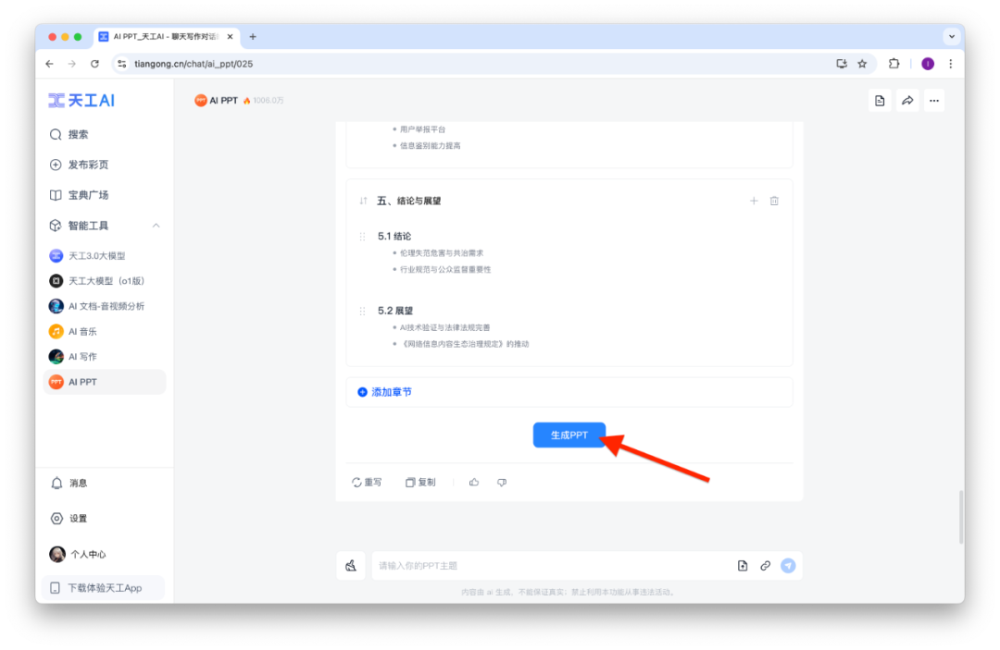 AI PPT_天工AI - 聊天写作对话
tiangong.cn/chat/ai_ppt/025
天工AI
搜索
发布彩页
宝典广场
智能工具
天工3.0大模型
天工大模型（o1版）
AI 文档-音视频分析
AI 音乐
AI 写作
AI PPT
消息
设置
个人中心
下载体验天工App
AI PPT 1006.0万
用户举报平台
信息鉴别能力提高
五、结论与展望
5.1 结论
伦理失范危害与共治需求
行业规范与公众监督重要性
5.2 展望
AI技术验证与法律法规完善
《网络信息内容生态治理规定》的推动
添加章节
生成PPT
重写 复制
请输入你的PPT主题
内容由 ai 生成，不能保证真实；禁止利用本功能从事违法活动。